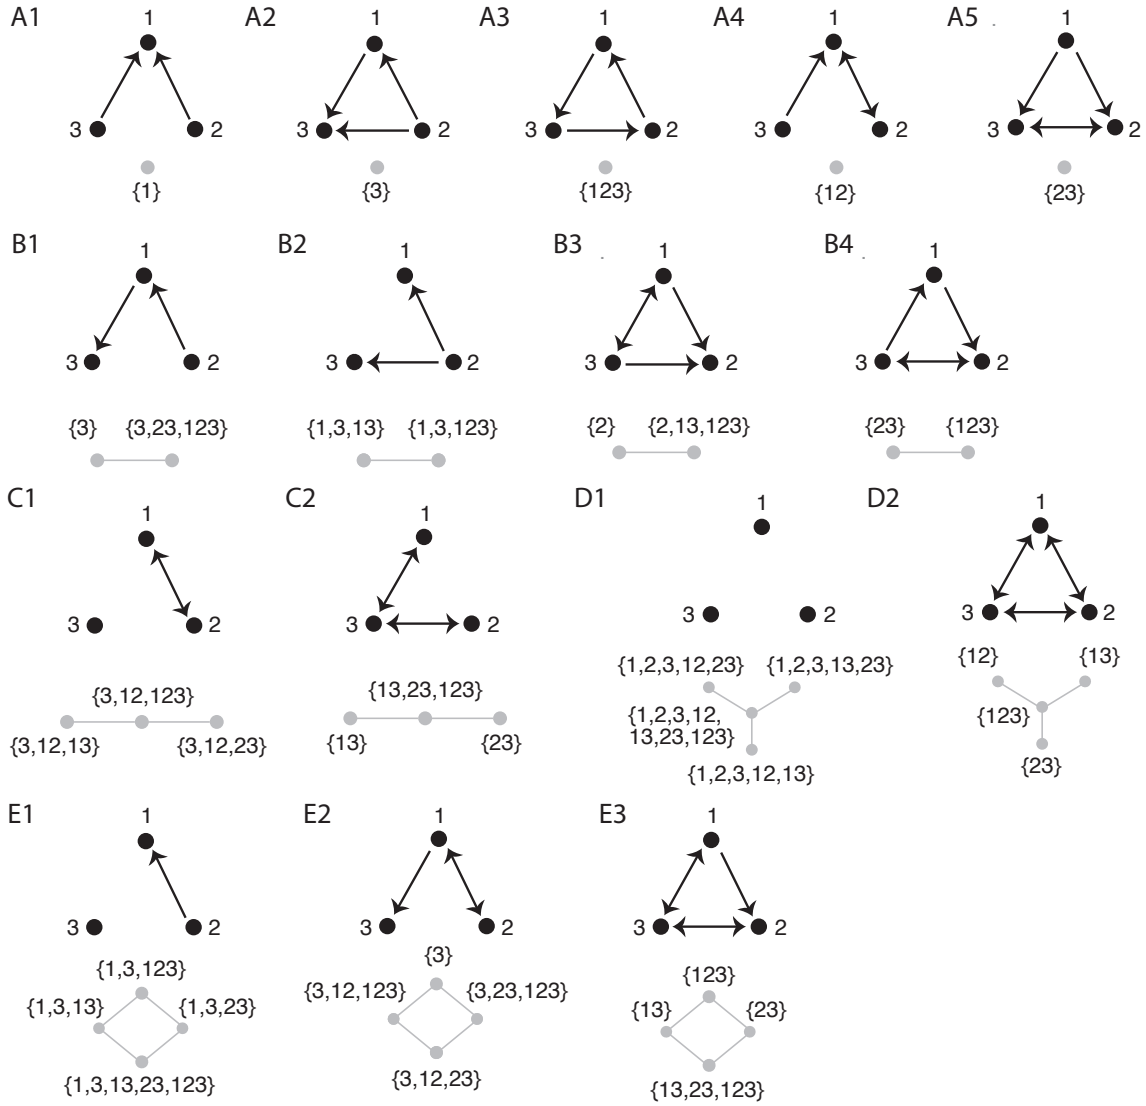 A1 1 A2 1 A3 1 A4 1 A5 1
3 2 3 2 3 2 3 2 3 2
{1} {3} {123} {12} {23}
B1 1 B2 1 B3 1 B4 1
3 2 3 2 3 2 3 2
{3} {3,23,123} {1,3,13} {1,3,123} {2} {2,13,123} {23} {123}
C1 1 C2 1 D1 1 D2 1
3 2 3 2 3 2 3 2
{3,12,123} {13,23,123} {1,2,3,12,23} {1,2,3,13,23} {12} {13}
{1,2,3,12, {123}
13,23,123}
{3,12,13} {3,12,23} {13} {23} {1,2,3,12,13} {23}
E1 1 E2 1 E3 1
3 2 3 2 3 2
{1,3,123} {3} {123}
{1,3,13} {1,3,23} {3,12,123} {3,23,123} {13} {23}
{1,3,13,23,123} {3,12,23} {13,23,123}